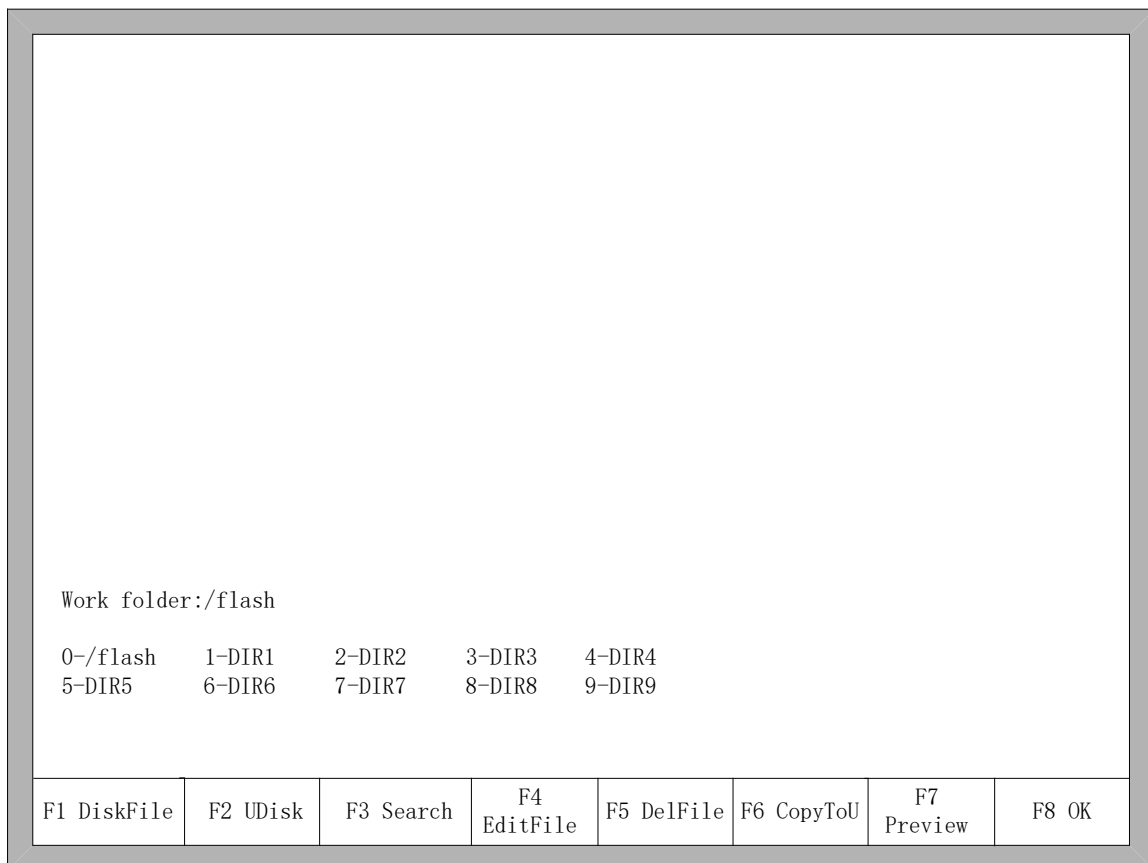 Work folder:/flash
0-/flash 1-DIR1 2-DIR2 3-DIR3 4-DIR4
5-DIR5 6-DIR6 7-DIR7 8-DIR8 9-DIR9
F1 DiskFile F2 UDisk F3 Search F4 EditFile F5 DelFile F6 CopyToU F7 Preview F8 OK